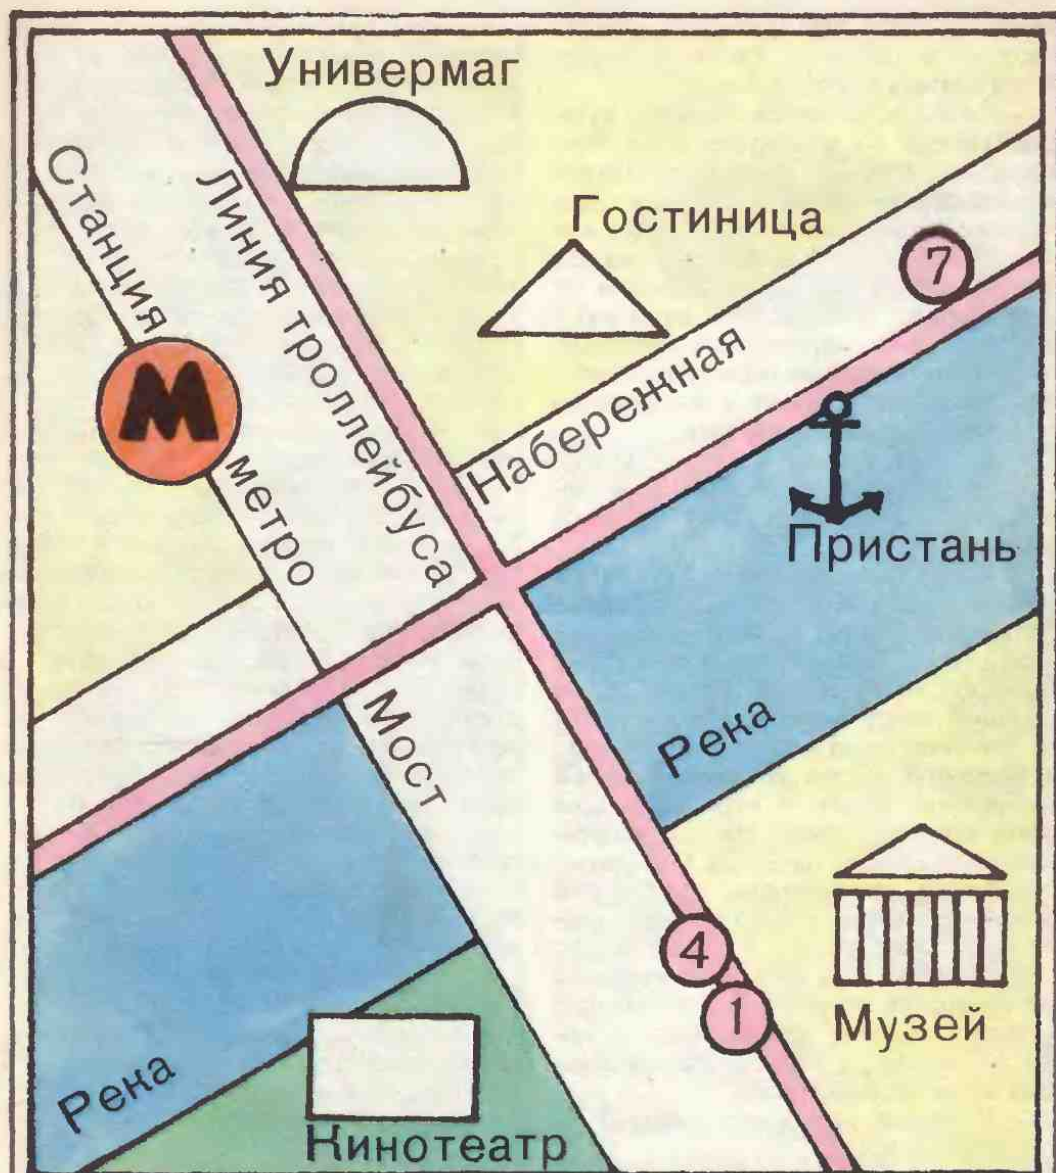 Универмаг
Гостиница
Станция
М
метро
Линия троллейбуса
Набережная
7
Пристань
Мост
Река
4
1
Музей
Река
Кинотеатр